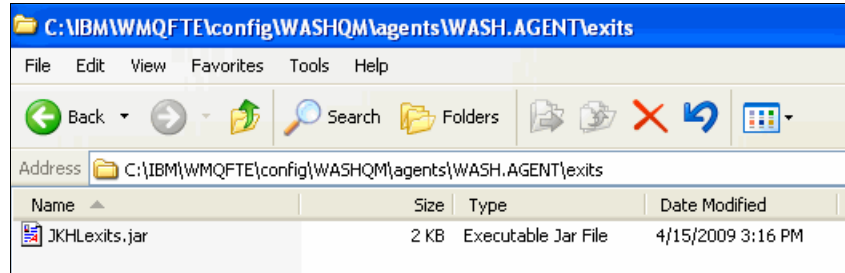 C:\IBM\WMQFTE\config\WASHQM\agents\WASH.AGENT\exits
File Edit View Favorites Tools Help
Back Search Folders
Address C:\IBM\WMQFTE\config\WASHQM\agents\WASH.AGENT\exits
Name Size Type Date Modified
JKHLexits.jar 2 KB Executable Jar File 4/15/2009 3:16 PM